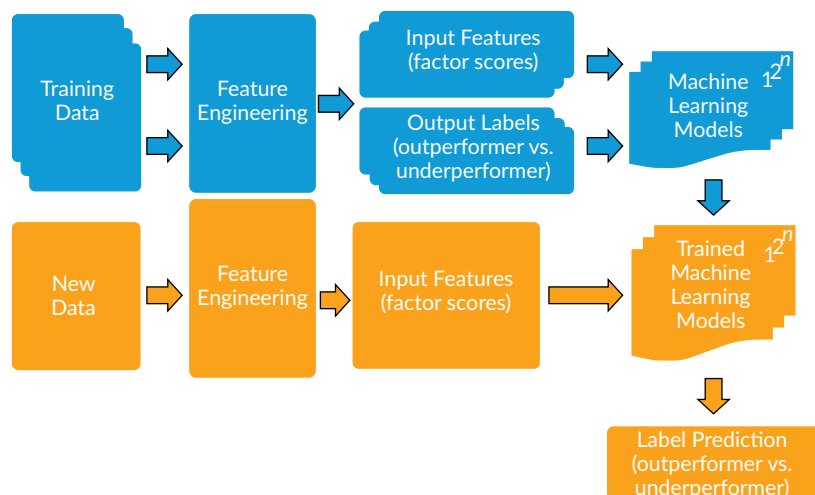 Training
Data
Feature
Engineering
Input Features
(factor scores)
Output Labels
(outperformer vs.
underperformer)
Machine
Learning
Models
1 2 n
New
Data
Feature
Engineering
Input Features
(factor scores)
Trained
Machine
Learning
Models
1 2 n
Label Prediction
(outperformer vs.
underperformer)